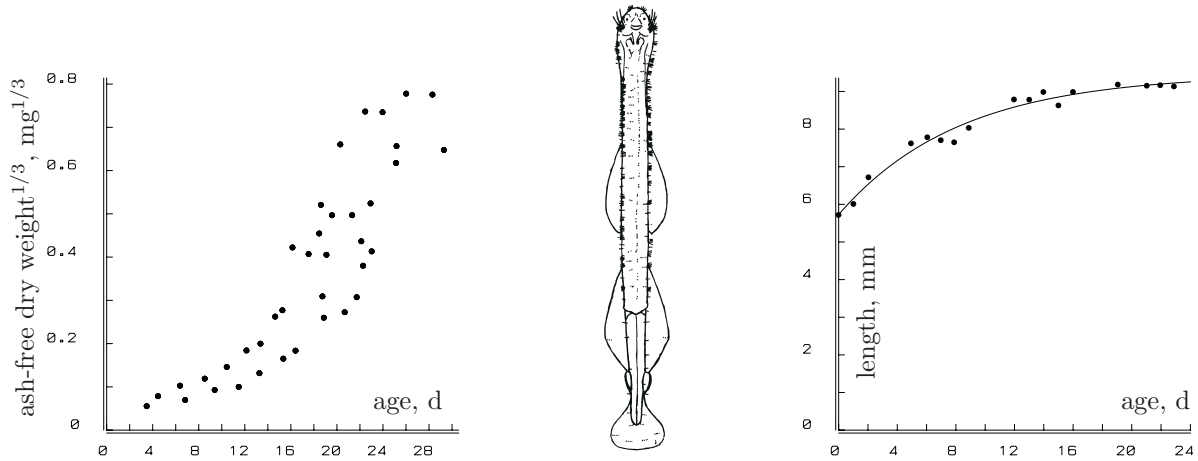 ash-free dry weight^{1/3}, mg^{1/3}
0.8
0.6
0.4
0.2
0
0 4 8 12 16 20 24 28
age, d
length, mm
8
6
4
2
0
0 4 8 12 16 20 24
age, d